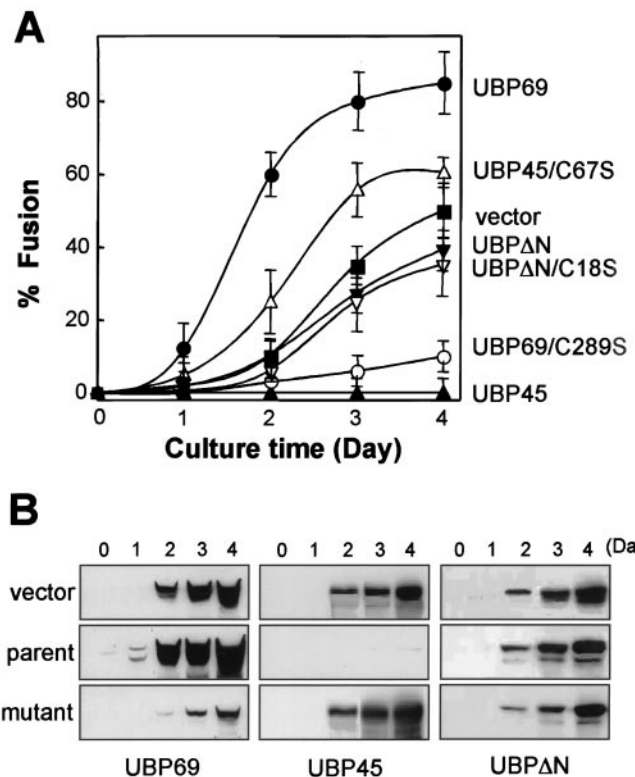 A
% Fusion
80
60
40
20
0
0 1 2 3 4
Culture time (Day)
UBP69
UBP45/C67S
vector
UBPΔN
UBPΔN/C18S
UBP69/C289S
UBP45
B
0 1 2 3 4 0 1 2 3 4 0 1 2 3 4 (Da
vector
parent
mutant
UBP69 UBP45 UBPΔN